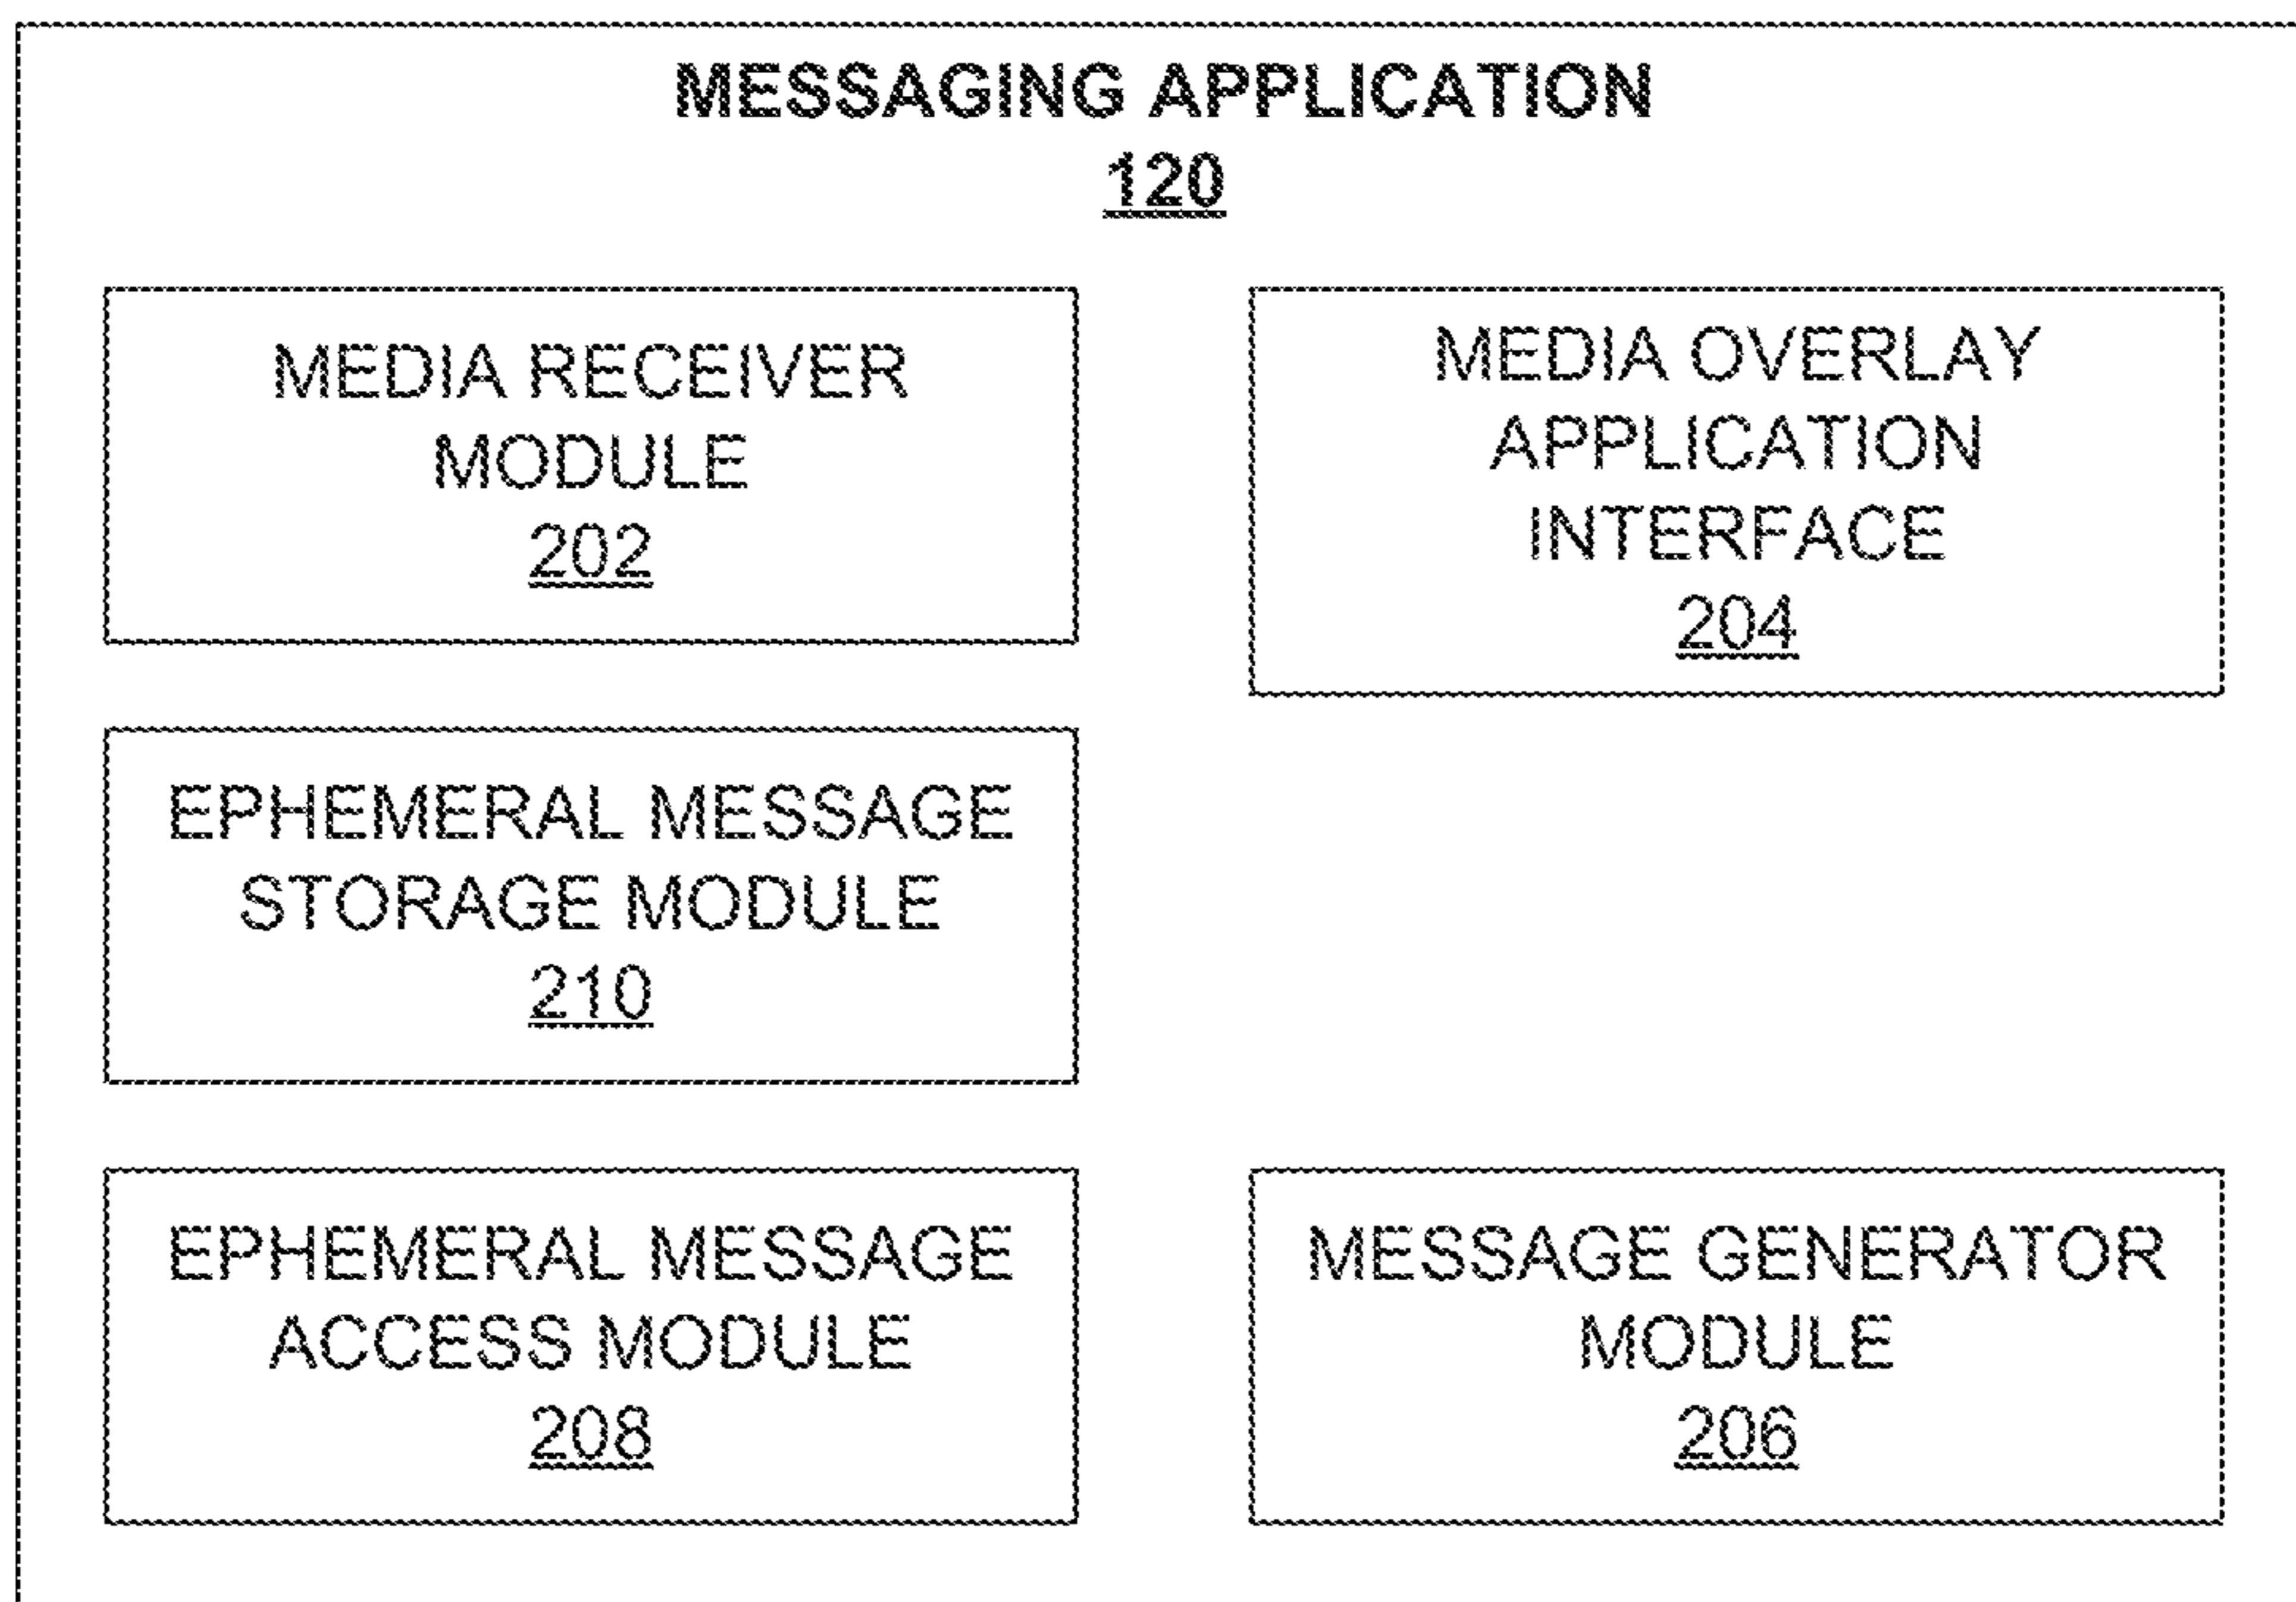 MESSAGING APPLICATION
120
MEDIA RECEIVER
MODULE
202
MEDIA OVERLAY
APPLICATION
INTERFACE
204
EPHEMERAL MESSAGE
STORAGE MODULE
210
EPHEMERAL MESSAGE
ACCESS MODULE
208
MESSAGE GENERATOR
MODULE
206